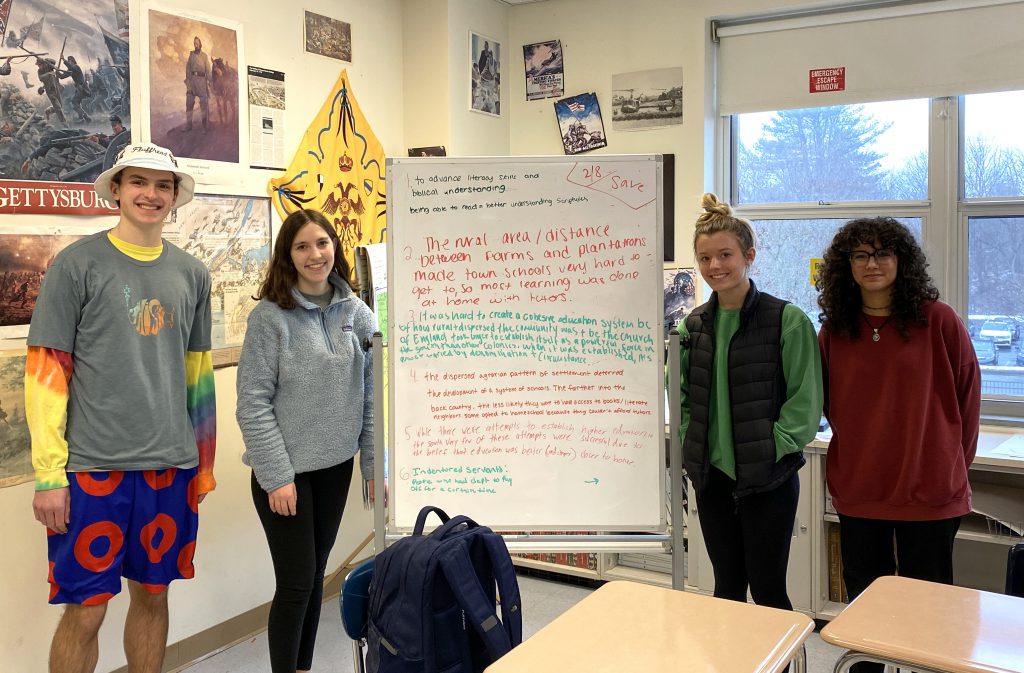 GETTYSBURG
Fluffhead
EMERGENCY
ESCAPE
WINDOW
2/8 Save
1. to advance literacy skills and
biblical understanding.
being able to read = better understanding Scriptures
2. The rural area/distance
between farms and plantations
made town schools very hard to
get to, so most learning was done
at home with tutors.
3. It was hard to create a cohesive education system bc
of how rural + dispersed the community was + bc the Church
of England to establish itself as a powerful force in
the southern colonies. when it was established, it's
varied by denomination + circumstance.
4. the dispersed agrarian pattern of settlement deterred
the development of a system of schools. The farther into the
back country, the less likely they were to have access to books/literate
neighbors some opted to homeschool because they couldn't afford tutors.
5. While there were attempts to establish higher education in
the south very few of these attempts were successful due to
the belief that education was better closer to home.
6. Indentured servants:
People who had debt to pay
off for a certain time →